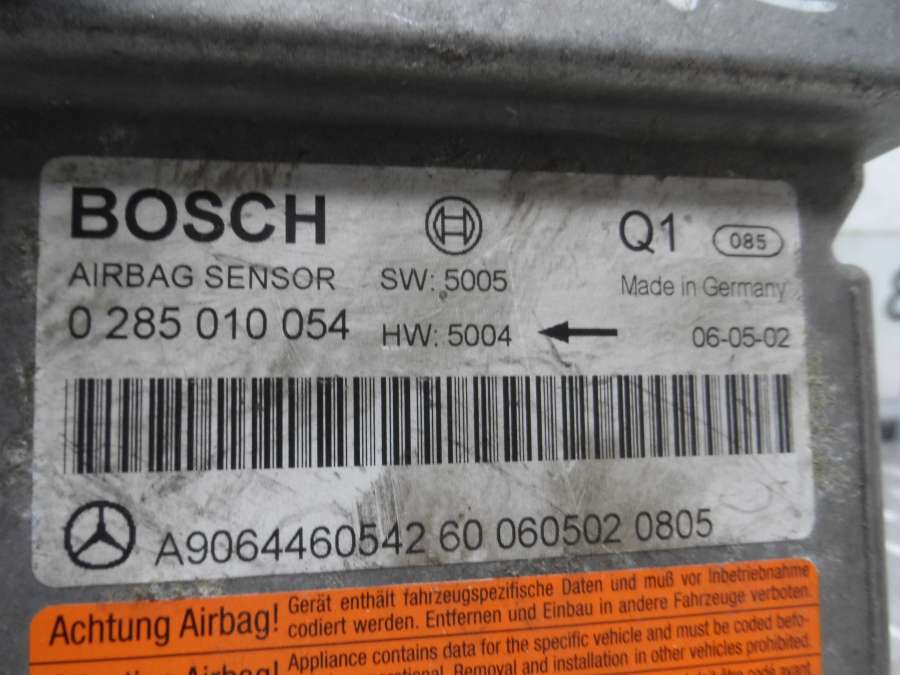 BOSCH
Q1 085
AIRBAG SENSOR SW: 5005 Made in Germany
0 285 010 054 HW: 5004 06-05-02
A9064460542 60 060502 0805
Achtung Airbag! Gerät enthält fahrzeugspezifische Daten und muß vor Inbetriebnahme
codiert werden. Entfernen und Einbau in andere Fahrzeuge verboten.
Airbag! Appliance contains data for the specific vehicle and must be coded befo-
Removal and installation in other vehicles prohibited.